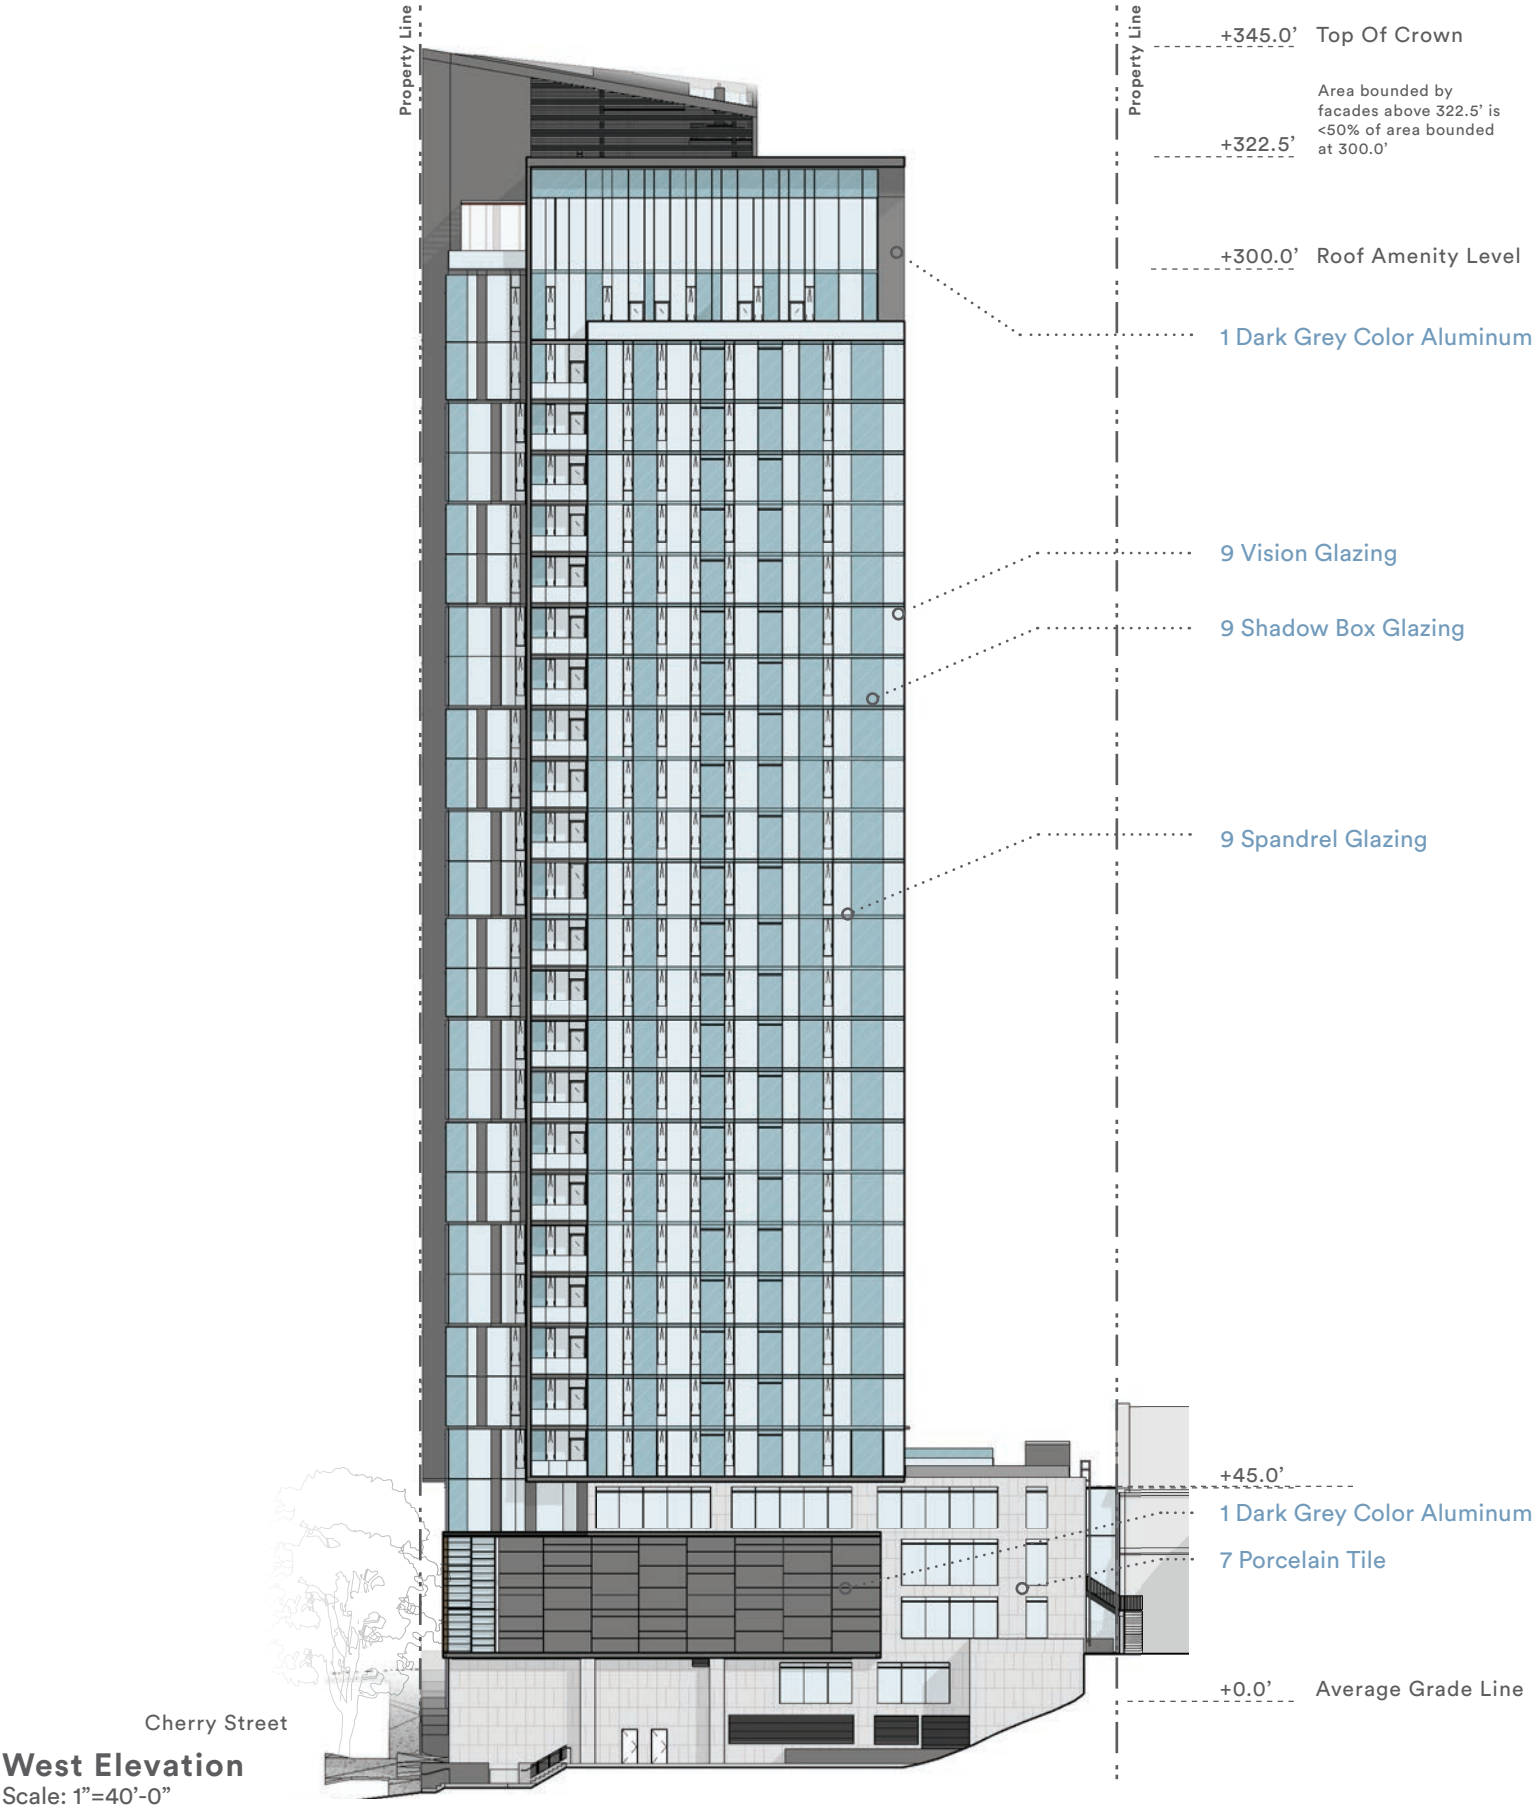 Property Line
Property Line
+345.0’ Top Of Crown
Area bounded by
facades above 322.5’ is
<50% of area bounded
at 300.0’
+322.5’
+300.0’ Roof Amenity Level
1 Dark Grey Color Aluminum
9 Vision Glazing
9 Shadow Box Glazing
9 Spandrel Glazing
+45.0’
1 Dark Grey Color Aluminum
7 Porcelain Tile
+0.0’ Average Grade Line
Cherry Street
West Elevation
Scale: 1”=40’-0”